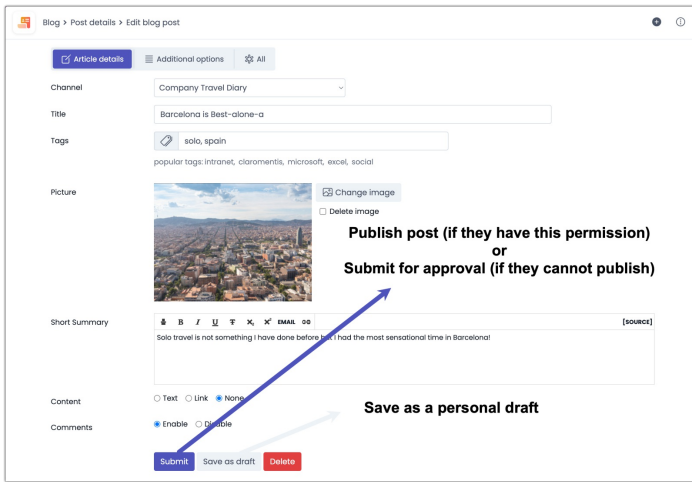 Blog > Post details > Edit blog post
Article details
Additional options
All
Channel
Company Travel Diary
Title
Barcelona is Best-alone-a
Tags
solo, spain
popular tags: intranet, claromentis, microsoft, excel, social
Picture
Change image
Delete image
Publish post (if they have this permission)
or
Submit for approval (if they cannot publish)
Short Summary
B I U T X, X² EMAIL
[SOURCE]
Solo travel is not something I have done before but I had the most sensational time in Barcelona!
Content
Text Link None
Save as a personal draft
Comments
Enable Disable
Submit Save as draft Delete